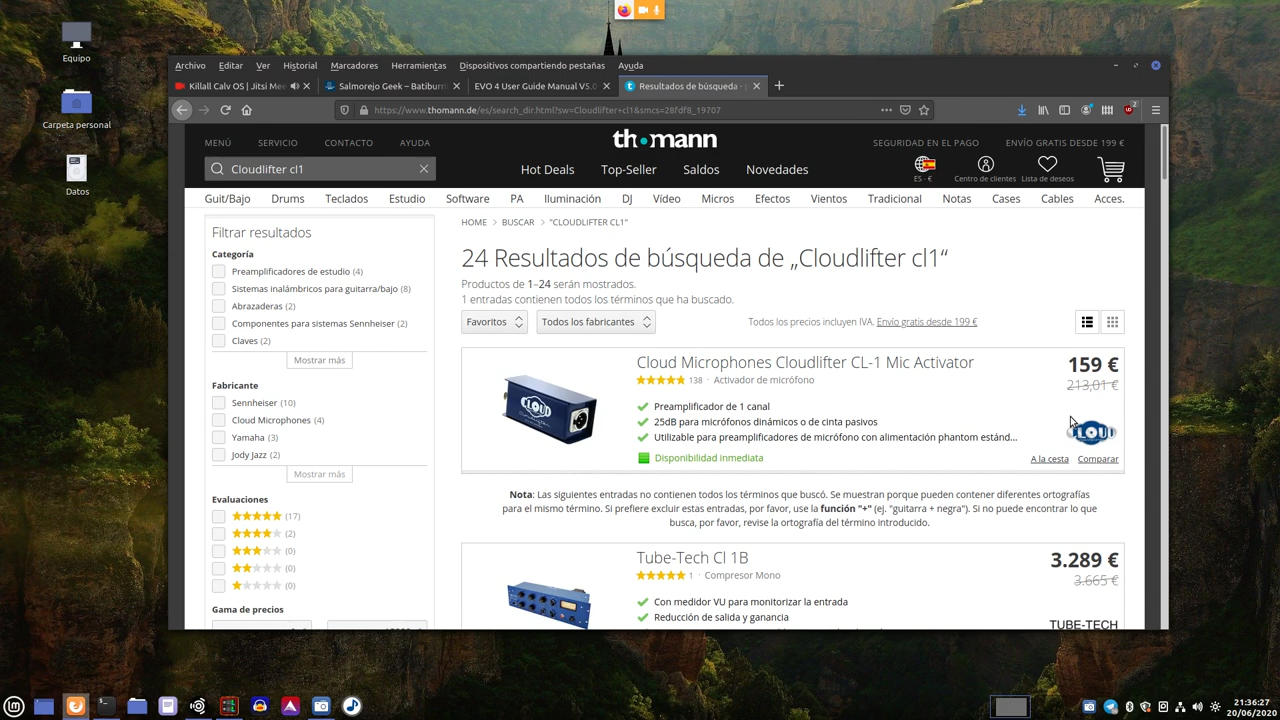 Equipo
Carpeta personal
Datos
Archivo Editar Ver Historial Marcadores Herramientas Dispositivos compartiendo pestañas Ayuda
Killall Calv OS | Jitsi Mee
Salmorejo Geek – Batiburri
EVO 4 User Guide Manual V5.0
Resultados de búsqueda - p
https://www.thomann.de/es/search_dir.html?sw=Cloudlifter+cl1&smcs=28fdf8_19707
2
MENÚ SERVICIO CONTACTO AYUDA
th•mann
SEGURIDAD EN EL PAGO ENVÍO GRATIS DESDE 199 €
Cloudlifter cl1
Hot Deals Top-Seller Saldos Novedades
ES - € Centro de clientes Lista de deseos
Guit/Bajo Drums Teclados Estudio Software PA Iluminación DJ Vídeo Micros Efectos Vientos Tradicional Notas Cases Cables Acces.
Filtrar resultados
Categoría
Preamplificadores de estudio (4)
Sistemas inalámbricos para guitarra/bajo (8)
Abrazaderas (2)
Componentes para sistemas Sennheiser (2)
Claves (2)
Mostrar más
Fabricante
Sennheiser (10)
Cloud Microphones (4)
Yamaha (3)
Jody Jazz (2)
Mostrar más
Evaluaciones
(17)
(2)
(0)
(0)
(0)
Gama de precios
HOME > BUSCAR > "CLOUDLIFTER CL1"
24 Resultados de búsqueda de „Cloudlifter cl1“
Productos de 1–24 serán mostrados.
1 entradas contienen todos los términos que ha buscado.
Favoritos Todos los fabricantes Todos los precios incluyen IVA. Envío gratis desde 199 €
Cloud Microphones Cloudlifter CL-1 Mic Activator
138 · Activador de micrófono
Preamplificador de 1 canal
25dB para micrófonos dinámicos o de cinta pasivos
Utilizable para preamplificadores de micrófono con alimentación phantom estánd...
Disponibilidad inmediata
159 €
213,01 €
CLOUD
CLOUD
A la cesta Comparar
Nota: Las siguientes entradas no contienen todos los términos que buscó. Se muestran porque pueden contener diferentes ortografías
para el mismo término. Si prefiere excluir estas entradas, por favor, use la función "+" (ej. "guitarra + negra"). Si no puede encontrar lo que
busca, por favor, revise la ortografía del término introducido.
Tube-Tech Cl 1B
1 · Compresor Mono
Con medidor VU para monitorizar la entrada
Reducción de salida y ganancia
3.289 €
3.665 €
TUBE-TECH
21:36:27
20/06/2020